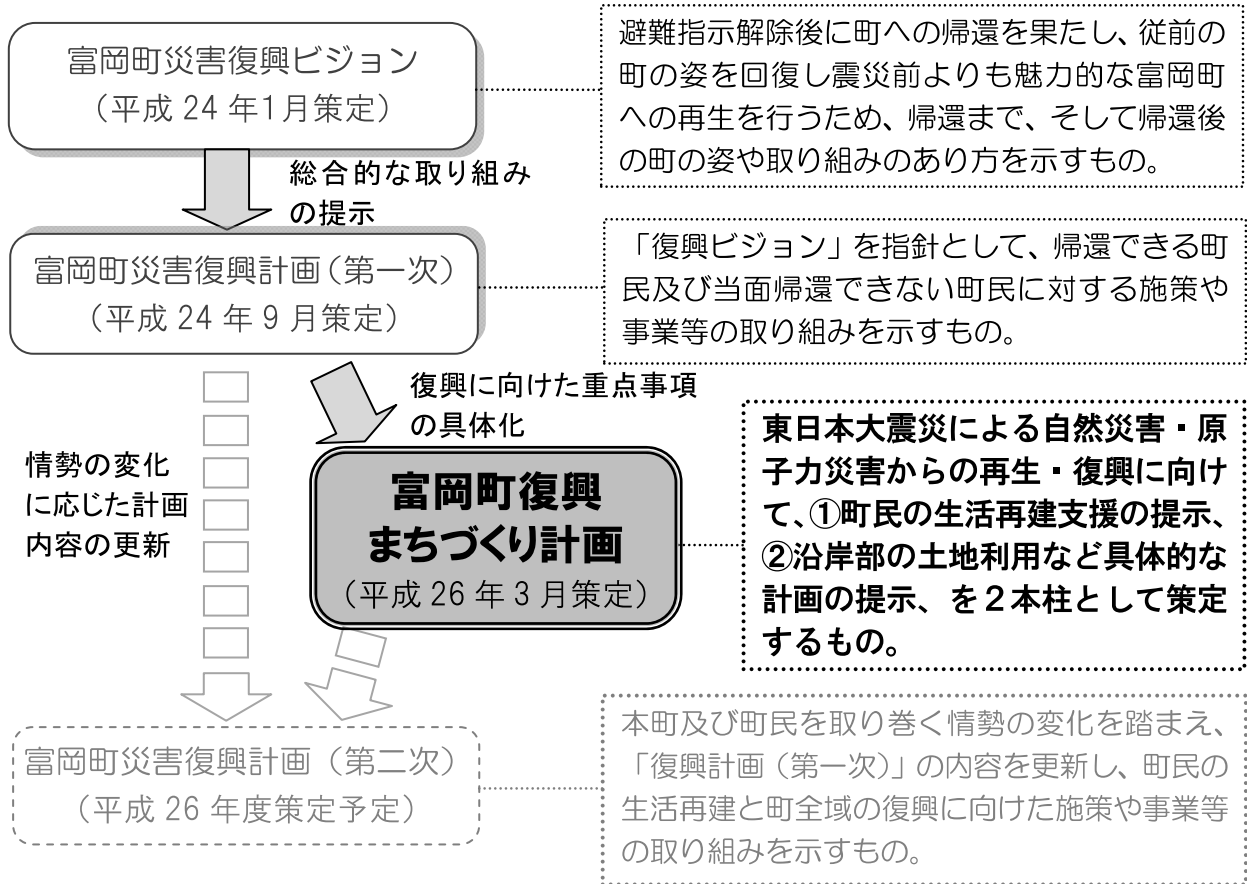 富岡町災害復興ビジョン
（平成 24 年1月策定）
避難指示解除後に町への帰還を果たし、従前の
町の姿を回復し震災前よりも魅力的な富岡町
への再生を行うため、帰還まで、そして帰還後
の町の姿や取り組みのあり方を示すもの。
総合的な取り組み
の提示
富岡町災害復興計画（第一次）
（平成 24 年 9 月策定）
「復興ビジョン」を指針として、帰還できる町
民及び当面帰還できない町民に対する施策や
事業等の取り組みを示すもの。
復興に向けた重点事項
の具体化
情勢の変化
に応じた計画
内容の更新
富岡町復興
まちづくり計画
（平成 26 年 3 月策定）
東日本大震災による自然災害・原
子力災害からの再生・復興に向け
て、①町民の生活再建支援の提示、
②沿岸部の土地利用など具体的な
計画の提示、を２本柱として策定
するもの。
富岡町災害復興計画（第二次）
（平成 26 年度策定予定）
本町及び町民を取り巻く情勢の変化を踏まえ、
「復興計画（第一次）」の内容を更新し、町民の
生活再建と町全域の復興に向けた施策や事業等
の取り組みを示すもの。